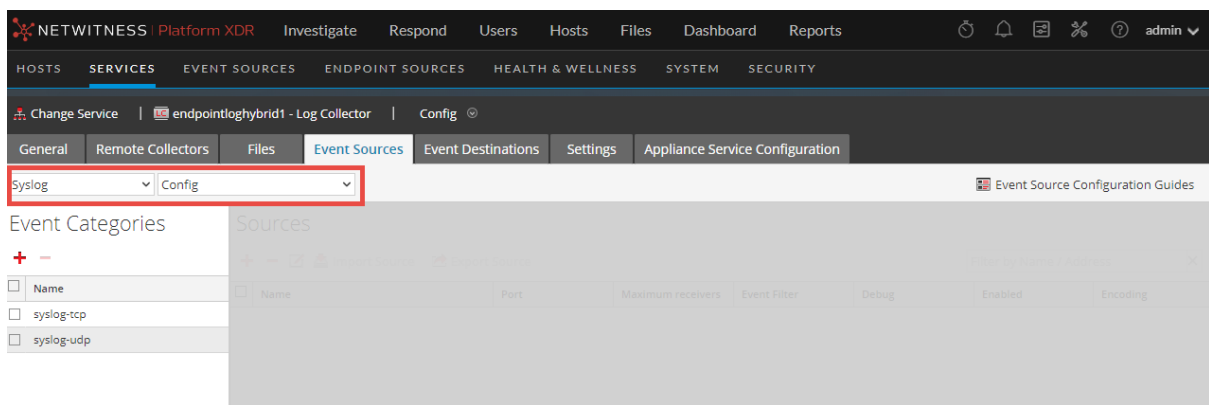 NETWITNESS | Platform XDR Investigate Respond Users Hosts Files Dashboard Reports admin
HOSTS SERVICES EVENT SOURCES ENDPOINT SOURCES HEALTH & WELLNESS SYSTEM SECURITY
Change Service | LC endpointloghybrid1 - Log Collector | Config
General Remote Collectors Files Event Sources Event Destinations Settings Appliance Service Configuration
Syslog Config Event Source Configuration Guides
Event Categories Sources
Name Name Port Maximum receivers Event Filter Debug Enabled Encoding
syslog-tcp
syslog-udp